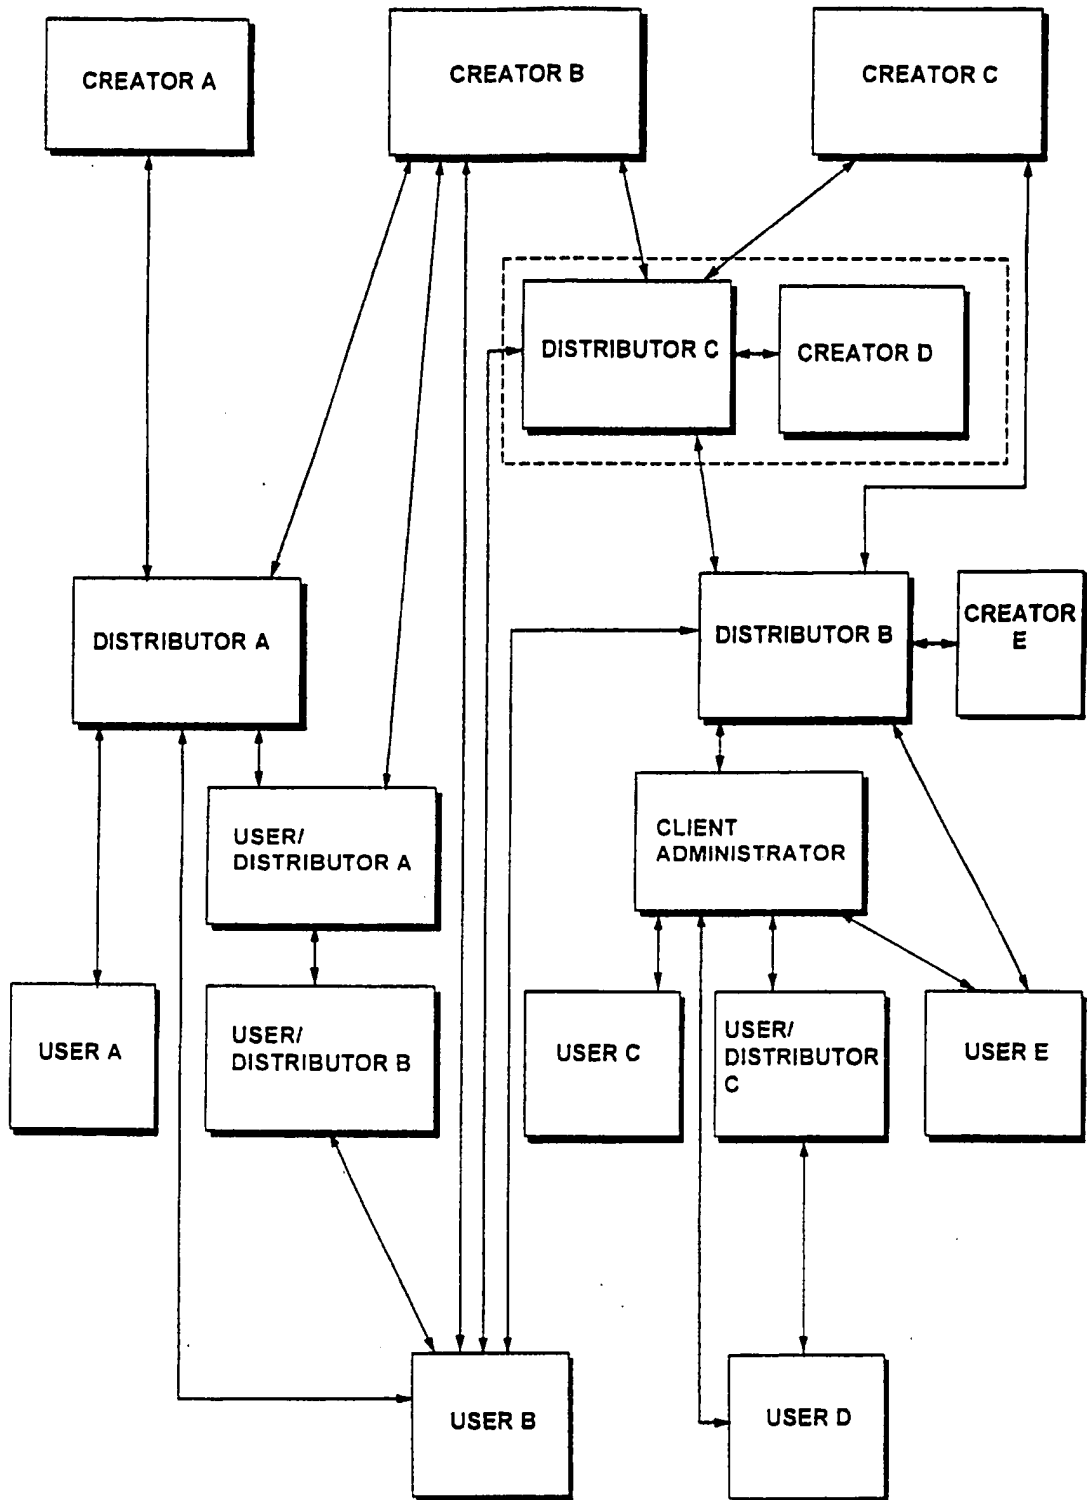 CREATOR A
CREATOR B
CREATOR C
DISTRIBUTOR C
CREATOR D
DISTRIBUTOR A
DISTRIBUTOR B
CREATOR
E
USER/
DISTRIBUTOR A
CLIENT
ADMINISTRATOR
USER A
USER/
DISTRIBUTOR B
USER C
USER/
DISTRIBUTOR
C
USER E
USER B
USER D